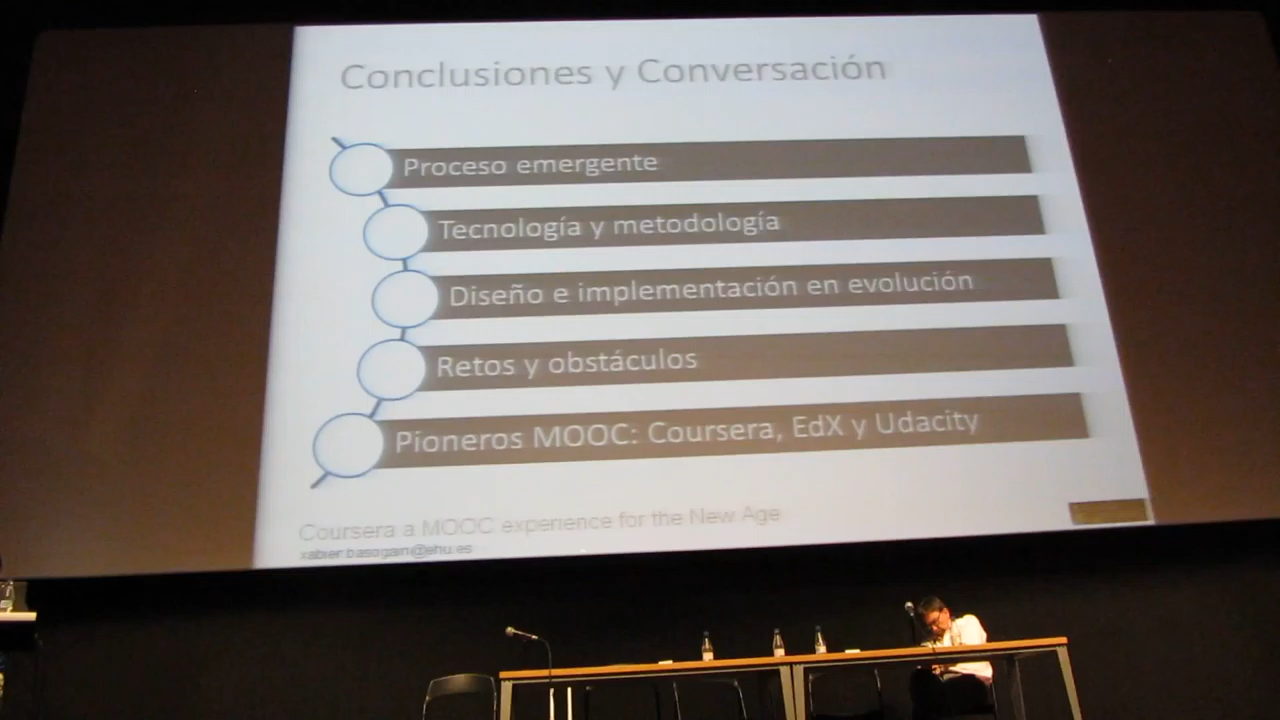 Conclusiones y Conversación
Proceso emergente
Tecnología y metodología
Diseño e implementación en evolución
Retos y obstáculos
Pioneros MOOC: Coursera, EdX y Udacity
Coursera a MOOC experience for the New Age
xabier.basogain@ehu.es